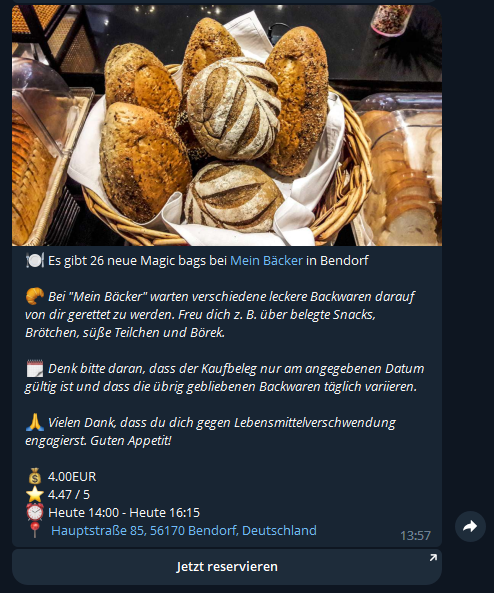 🍽 Es gibt 26 neue Magic bags bei Mein Bäcker in Bendorf
🥐 Bei "Mein Bäcker" warten verschiedene leckere Backwaren darauf
von dir gerettet zu werden. Freu dich z. B. über belegte Snacks,
Brötchen, süße Teilchen und Börek.
🗓 Denk bitte daran, dass der Kaufbeleg nur am angegebenen Datum
gültig ist und dass die übrig gebliebenen Backwaren täglich variieren.
🙏 Vielen Dank, dass du dich gegen Lebensmittelverschwendung
engagierst. Guten Appetit!
💰 4.00EUR
⭐ 4.47 / 5
⏰ Heute 14:00 - Heute 16:15
📍 Hauptstraße 85, 56170 Bendorf, Deutschland
13:57
Jetzt reservieren